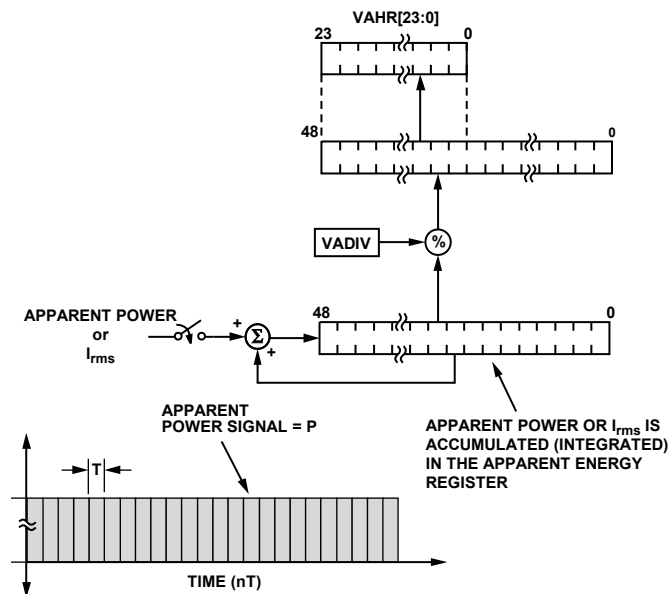 VAHR[23:0]
23 0
48 0
VADIV
%
48 0
APPARENT POWER
or
Irms
+
Σ
+
APPARENT
POWER SIGNAL = P
APPARENT POWER OR Irms IS
ACCUMULATED (INTEGRATED)
IN THE APPARENT ENERGY
REGISTER
T
TIME (nT)